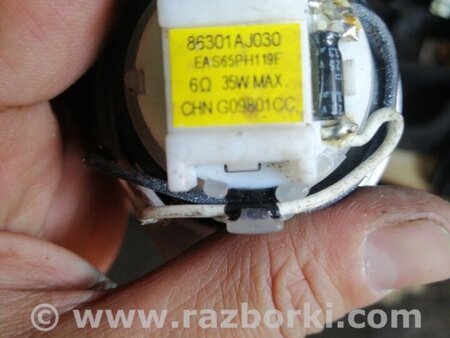 86301AJ030
EAS65PH119F
6Ω 35W MAX.
CHN G09801CC
© www.razborki.com